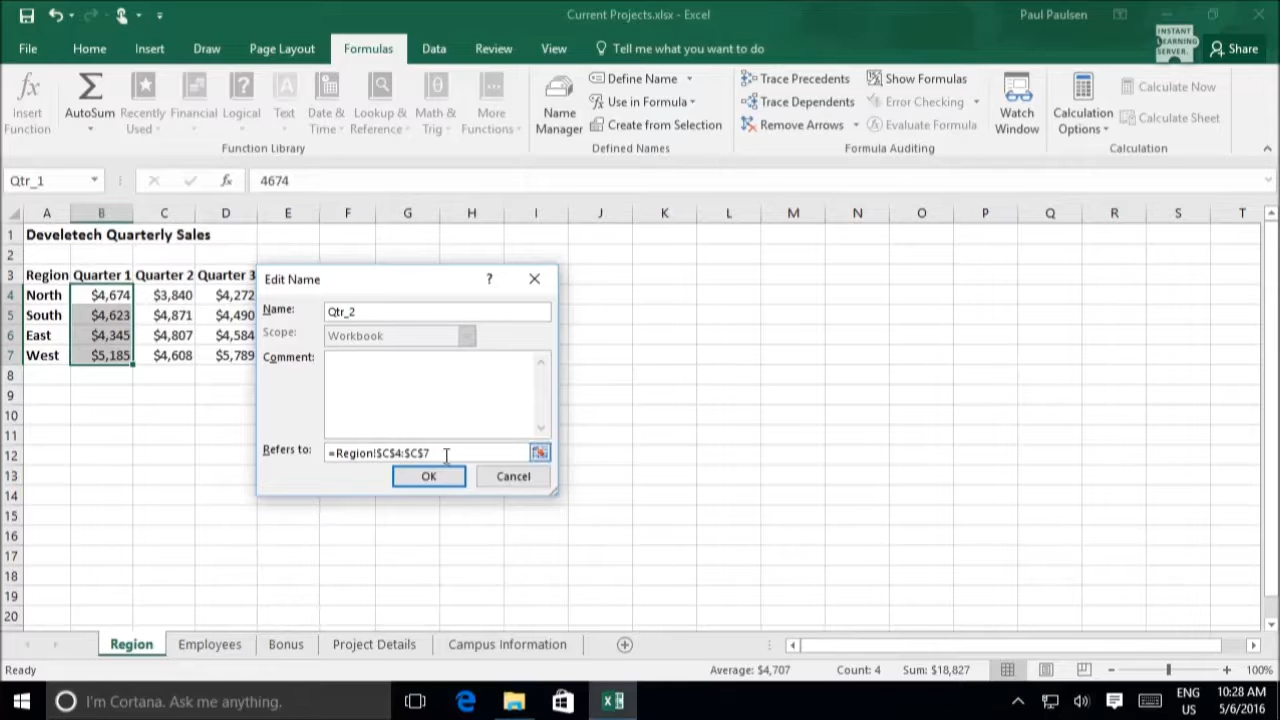 Current Projects.xlsx - Excel
Paul Paulsen
File Home Insert Draw Page Layout Formulas Data Review View Tell me what you want to do
INSTANT
LEARNING
SERVER.
Share
Insert
Function
AutoSum
Recently
Used
Financial
Logical
Text
Date &
Time
Lookup &
Reference
Math &
Trig
More
Functions
Function Library
Name
Manager
Define Name
Use in Formula
Create from Selection
Defined Names
Trace Precedents
Trace Dependents
Remove Arrows
Show Formulas
Error Checking
Evaluate Formula
Formula Auditing
Watch
Window
Calculation
Options
Calculate Now
Calculate Sheet
Calculation
Qtr_1
fx
4674
A B C D E F G H I J K L M N O P Q R S T
1 Develetech Quarterly Sales
2
3 Region Quarter 1 Quarter 2 Quarter 3
4 North $4,674 $3,840 $4,272
5 South $4,623 $4,871 $4,490
6 East $4,345 $4,807 $4,584
7 West $5,185 $4,608 $5,789
8
9
10
11
12
13
14
15
16
17
18
19
20
Edit Name ?
Name: Qtr_2
Scope: Workbook
Comment:
Refers to: =Region!$C$4:$C$7
OK Cancel
Region Employees Bonus Project Details Campus Information
Ready Average: $4,707 Count: 4 Sum: $18,827 100%
I'm Cortana. Ask me anything.
ENG
US
10:28 AM
5/6/2016